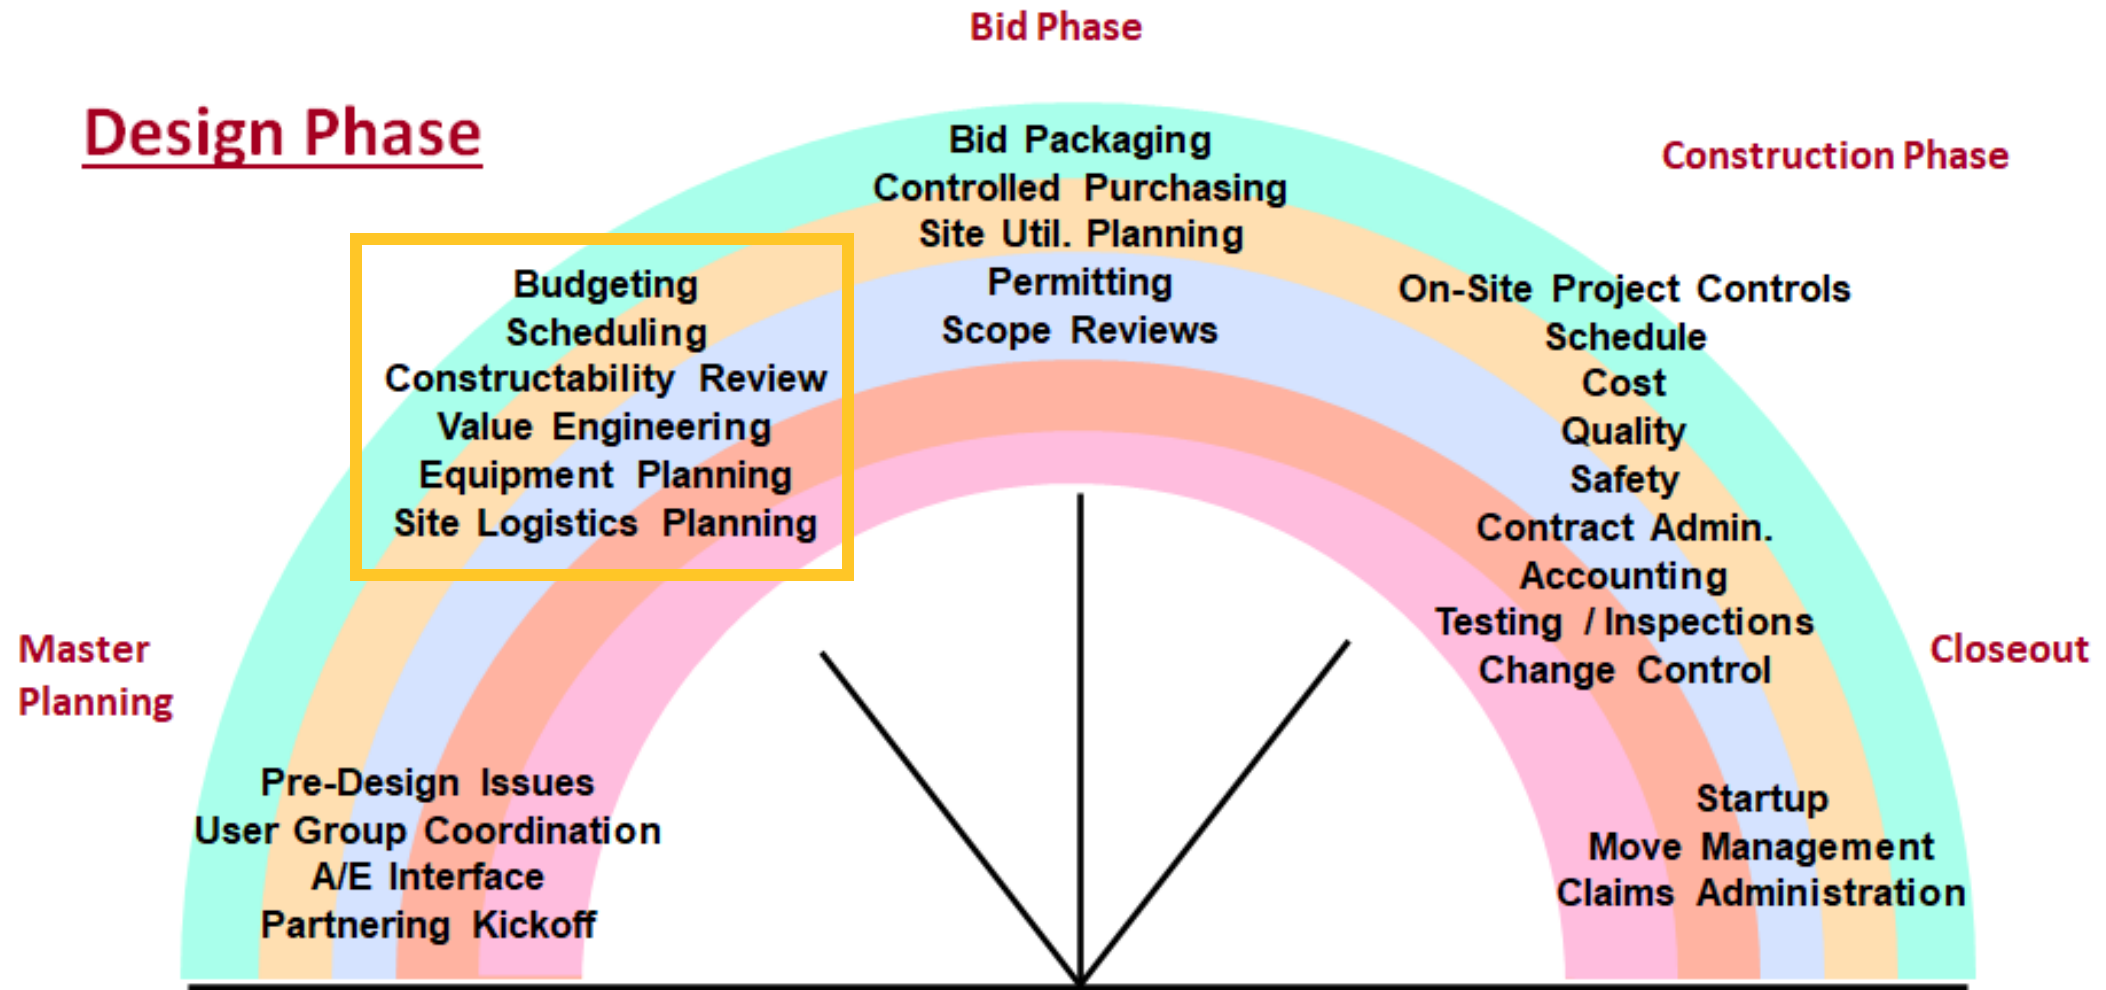 Bid Phase
Design Phase
Construction Phase
Bid Packaging
Controlled Purchasing
Site Util. Planning
Permitting
Scope Reviews
Budgeting
Scheduling
Constructability Review
Value Engineering
Equipment Planning
Site Logistics Planning
On-Site Project Controls
Schedule
Cost
Quality
Safety
Contract Admin.
Accounting
Testing / Inspections
Change Control
Master
Planning
Closeout
Pre-Design Issues
User Group Coordination
A/E Interface
Partnering Kickoff
Startup
Move Management
Claims Administration